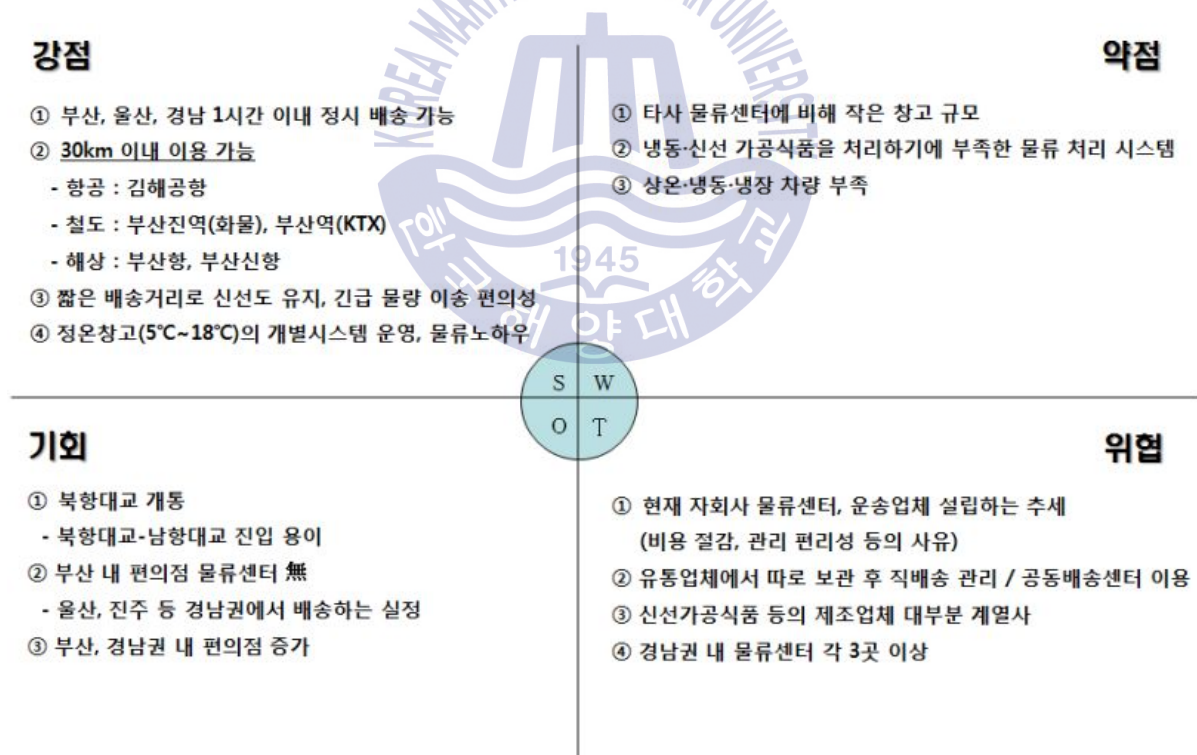 강점
① 부산, 울산, 경남 1시간 이내 정시 배송 가능
② 30km 이내 이용 가능
- 항공 : 김해공항
- 철도 : 부산진역(화물), 부산역(KTX)
- 해상 : 부산항, 부산신항
③ 짧은 배송거리로 신선도 유지, 긴급 물량 이송 편의성
④ 정온창고(5℃~18℃)의 개별시스템 운영, 물류노하우
약점
① 타사 물류센터에 비해 작은 창고 규모
② 냉동·신선 가공식품을 처리하기에 부족한 물류 처리 시스템
③ 상온·냉동·냉장 차량 부족
S W
O T
기회
① 북항대교 개통
- 북항대교-남항대교 진입 용이
② 부산 내 편의점 물류센터 無
- 울산, 진주 등 경남권에서 배송하는 실정
③ 부산, 경남권 내 편의점 증가
위협
① 현재 자회사 물류센터, 운송업체 설립하는 추세
(비용 절감, 관리 편리성 등의 사유)
② 유통업체에서 따로 보관 후 직배송 관리 / 공동배송센터 이용
③ 신선가공식품 등의 제조업체 대부분 계열사
④ 경남권 내 물류센터 각 3곳 이상
1945
한국해양대학교